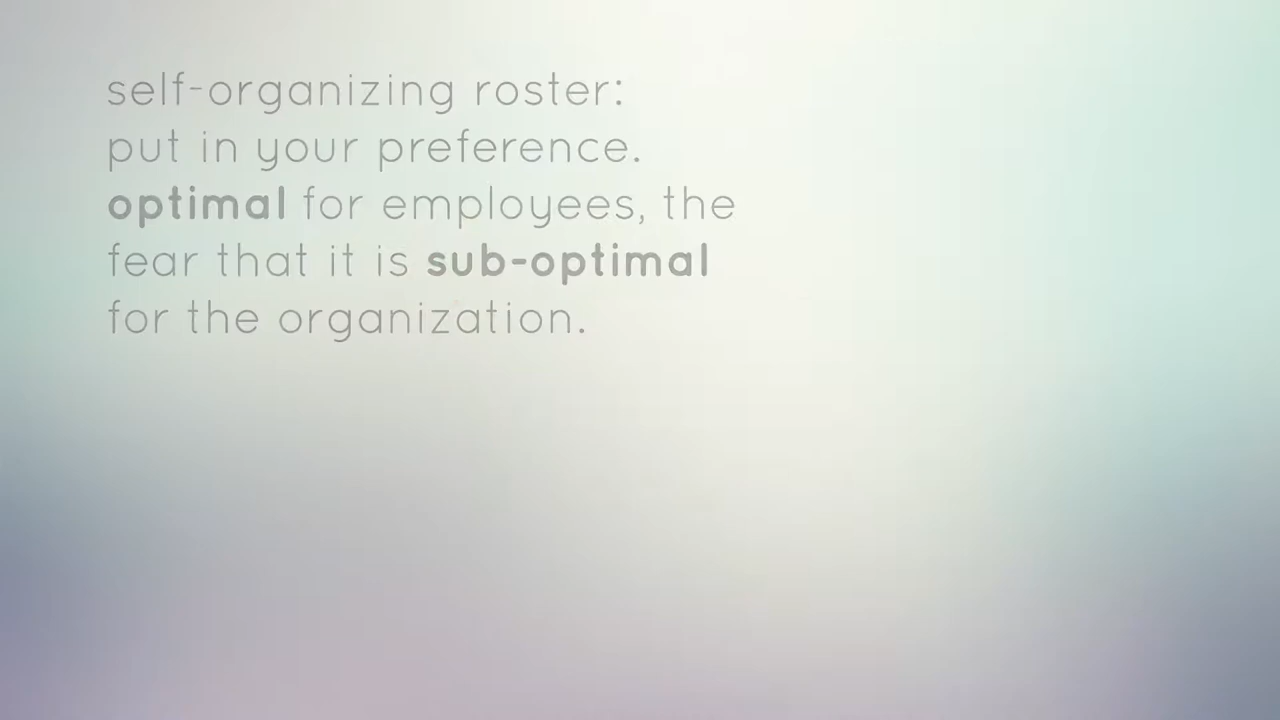 self-organizing roster:
put in your preference.
optimal for employees, the
fear that it is sub-optimal
for the organization.